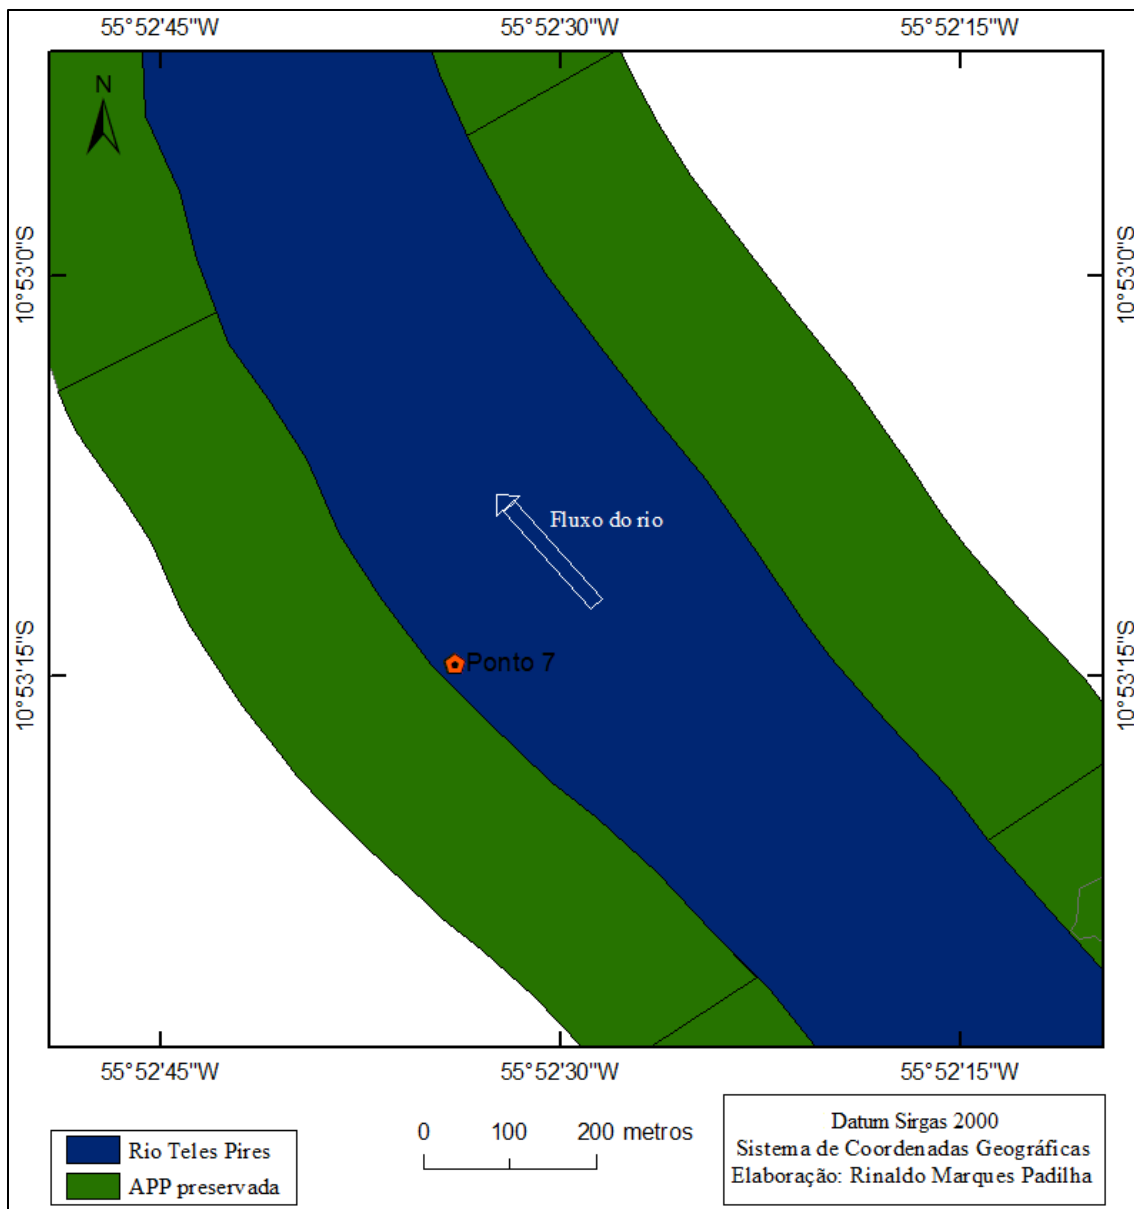 55°52'45"W 55°52'30"W 55°52'15"W
N
10°53'0"S 10°53'0"S
Fluxo do rio
Ponto 7
10°53'15"S 10°53'15"S
55°52'45"W 55°52'30"W 55°52'15"W
Rio Teles Pires
APP preservada
0 100 200 metros
Datum Sirgas 2000
Sistema de Coordenadas Geográficas
Elaboração: Rinaldo Marques Padilha